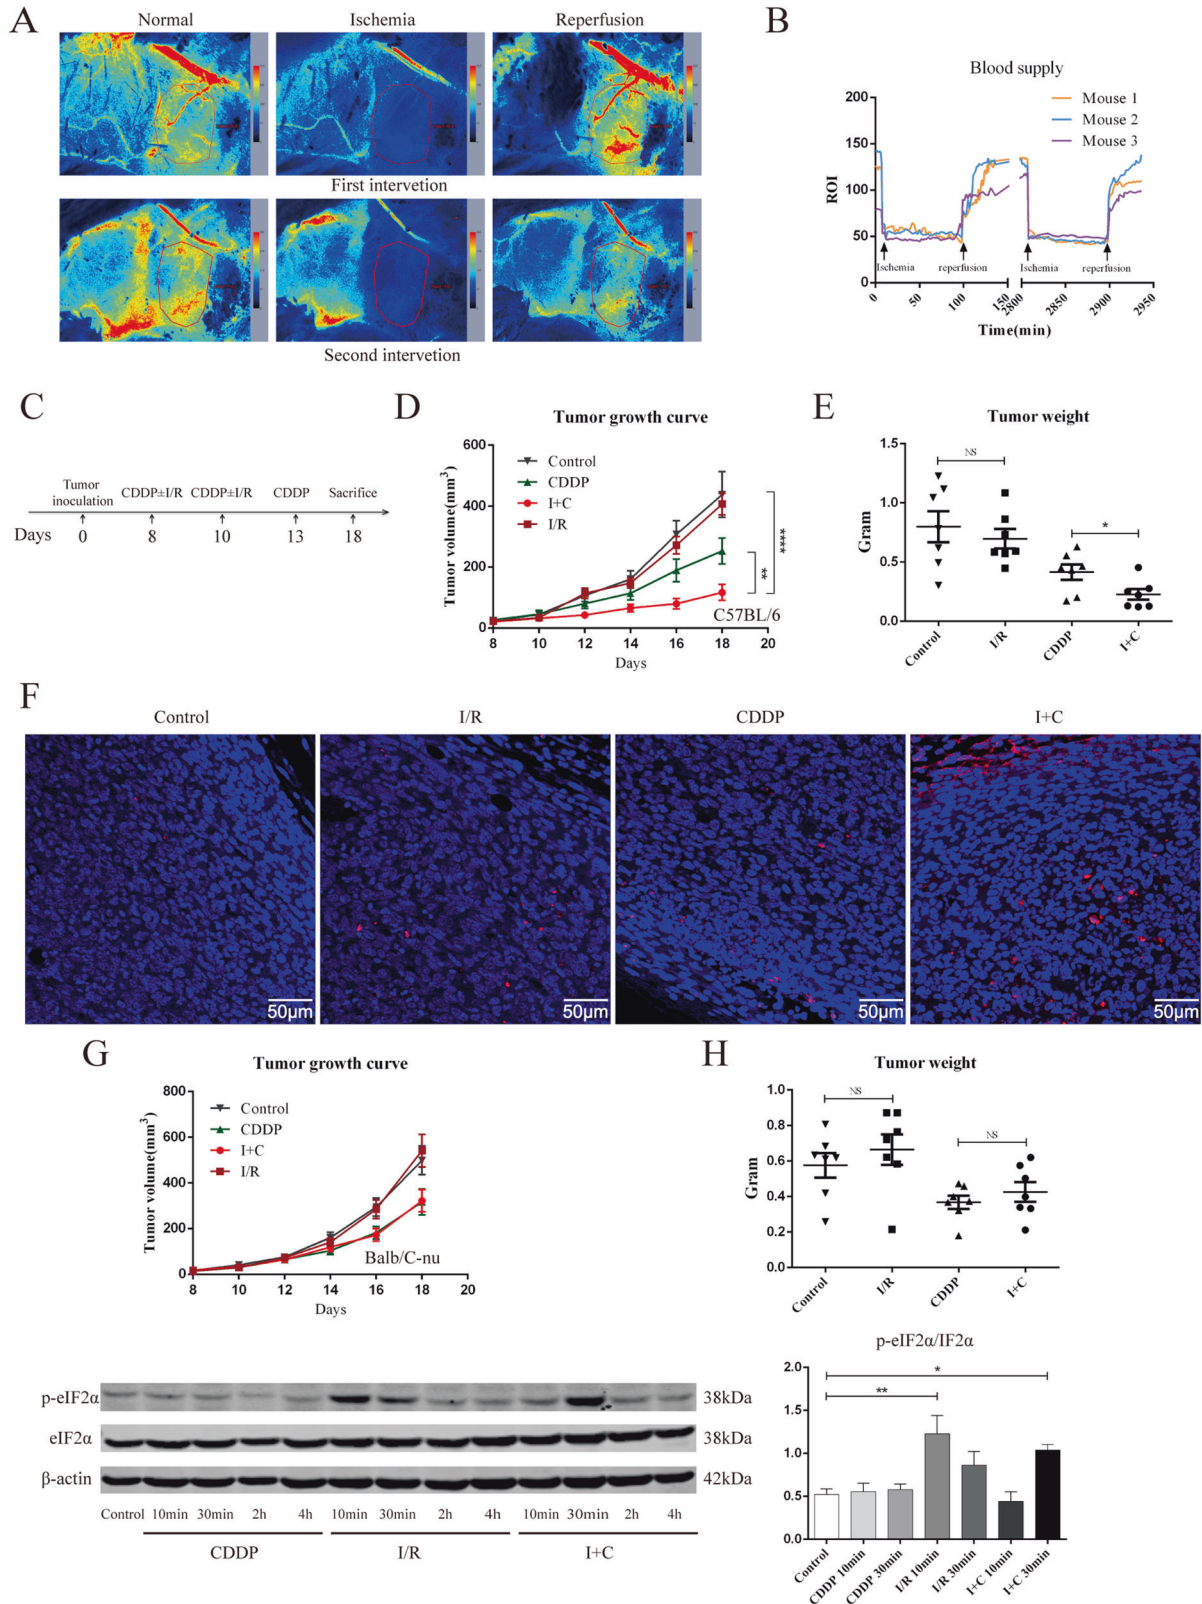 A
Normal
Ischemia
Reperfusion
First intervetion
Second intervetion
B
Blood supply
Mouse 1
Mouse 2
Mouse 3
ROI
200
150
100
50
0
Ischemia
reperfusion
Ischemia
reperfusion
0
50
100
150
2800
2850
2900
2950
Time(min)
C
Tumor inoculation
CDDP±I/R
CDDP±I/R
CDDP
Sacrifice
Days
0
8
10
13
18
D
Tumor growth curve
Tumor volume(mm³)
600
400
200
0
Control
CDDP
I+C
I/R
**
****
C57BL/6
8
10
12
14
16
18
20
Days
E
Tumor weight
Gram
1.5
1.0
0.5
0.0
NS
*
Control
I/R
CDDP
I+C
F
Control
I/R
CDDP
I+C
50μm
50μm
50μm
50μm
G
Tumor growth curve
Tumor volume(mm³)
800
600
400
200
0
Control
CDDP
I+C
I/R
Balb/C-nu
8
10
12
14
16
18
20
Days
H
Tumor weight
Gram
1.0
0.8
0.6
0.4
0.2
0.0
NS
NS
Control
I/R
CDDP
I+C
p-eIF2α
38kDa
eIF2α
38kDa
β-actin
42kDa
Control 10min 30min 2h 4h 10min 30min 2h 4h 10min 30min 2h 4h
CDDP
I/R
I+C
p-eIF2α/IF2α
2.0
1.5
1.0
0.5
0.0
*
**
Control
CDDP 10min
CDDP 30min
I/R 10min
I/R 30min
I+C 10min
I+C 30min